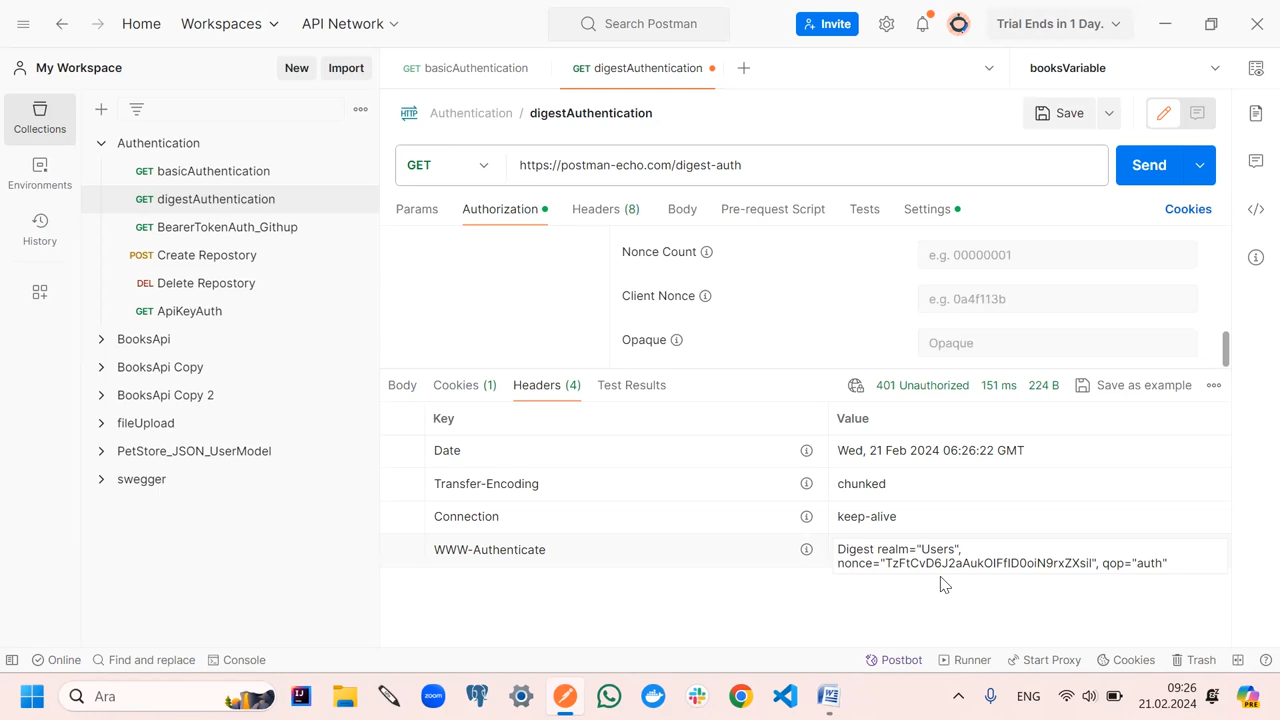 Home
Workspaces
API Network
Search Postman
Invite
Trial Ends in 1 Day.
My Workspace
New
Import
GET basicAuthentication
GET digestAuthentication
booksVariable
Collections
Environments
History
Authentication
GET basicAuthentication
GET digestAuthentication
GET BearerTokenAuth_Githup
POST Create Repostory
DEL Delete Repostory
GET ApiKeyAuth
BooksApi
BooksApi Copy
BooksApi Copy 2
fileUpload
PetStore_JSON_UserModel
swegger
HTTP
Authentication / digestAuthentication
Save
GET
https://postman-echo.com/digest-auth
Send
Params
Authorization
Headers (8)
Body
Pre-request Script
Tests
Settings
Cookies
Nonce Count
e.g. 00000001
Client Nonce
e.g. 0a4f113b
Opaque
Opaque
Body
Cookies (1)
Headers (4)
Test Results
401 Unauthorized
151 ms
224 B
Save as example
Key
Value
Date
Wed, 21 Feb 2024 06:26:22 GMT
Transfer-Encoding
chunked
Connection
keep-alive
WWW-Authenticate
Digest realm="Users",
nonce="TzFtCvD6J2aAukOIFfID0oiN9rxZXsil", qop="auth"
Online
Find and replace
Console
Postbot
Runner
Start Proxy
Cookies
Trash
Ara
zoom
ENG
09:26
21.02.2024
PRE